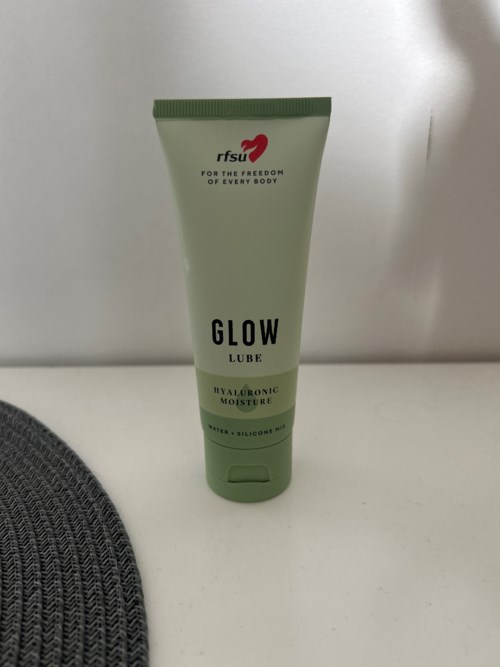 rfsu
FOR THE FREEDOM
OF EVERY BODY
GLOW
LUBE
HYALURONIC
MOISTURE
WATER + SILICONE MIX